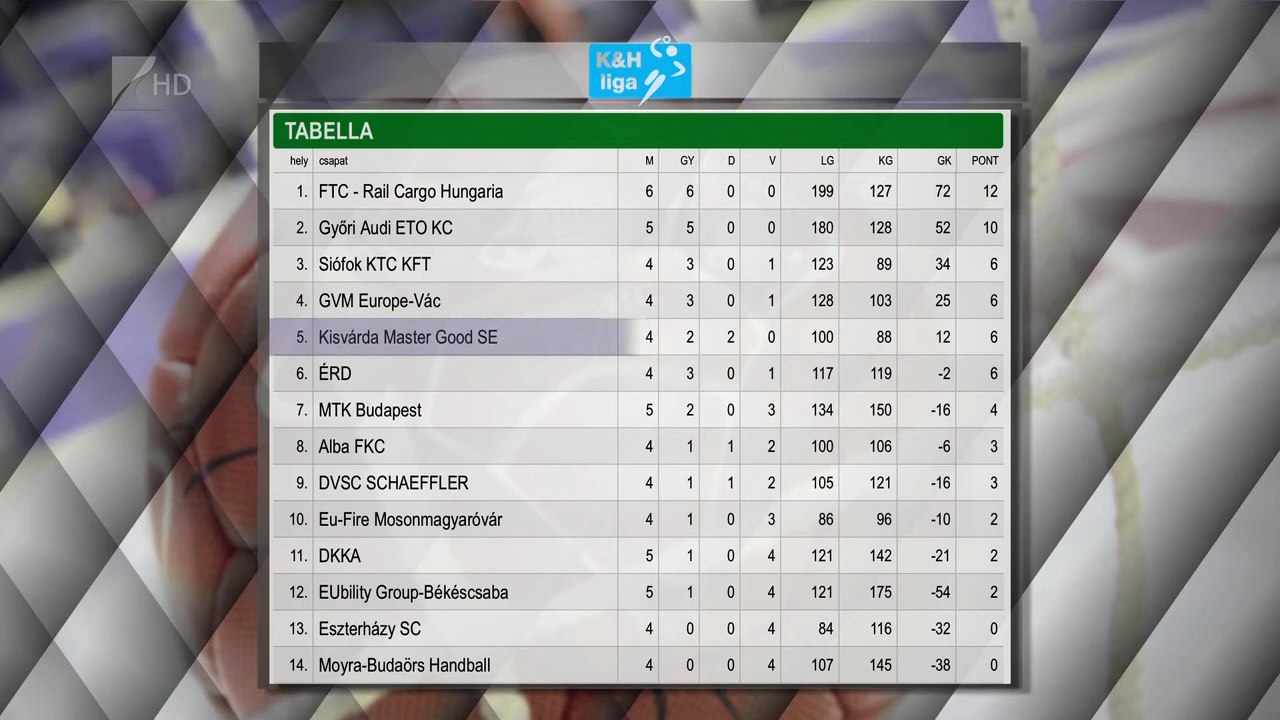 HD
K&H
liga
TABELLA
hely csapat M GY D V LG KG GK PONT
1. FTC - Rail Cargo Hungaria 6 6 0 0 199 127 72 12
2. Győri Audi ETO KC 5 5 0 0 180 128 52 10
3. Siófok KTC KFT 4 3 0 1 123 89 34 6
4. GVM Europe-Vác 4 3 0 1 128 103 25 6
5. Kisvárda Master Good SE 4 2 2 0 100 88 12 6
6. ÉRD 4 3 0 1 117 119 -2 6
7. MTK Budapest 5 2 0 3 134 150 -16 4
8. Alba FKC 4 1 1 2 100 106 -6 3
9. DVSC SCHAEFFLER 4 1 1 2 105 121 -16 3
10. Eu-Fire Mosonmagyaróvár 4 1 0 3 86 96 -10 2
11. DKKA 5 1 0 4 121 142 -21 2
12. EUbility Group-Békéscsaba 5 1 0 4 121 175 -54 2
13. Eszterházy SC 4 0 0 4 84 116 -32 0
14. Moyra-Budaörs Handball 4 0 0 4 107 145 -38 0